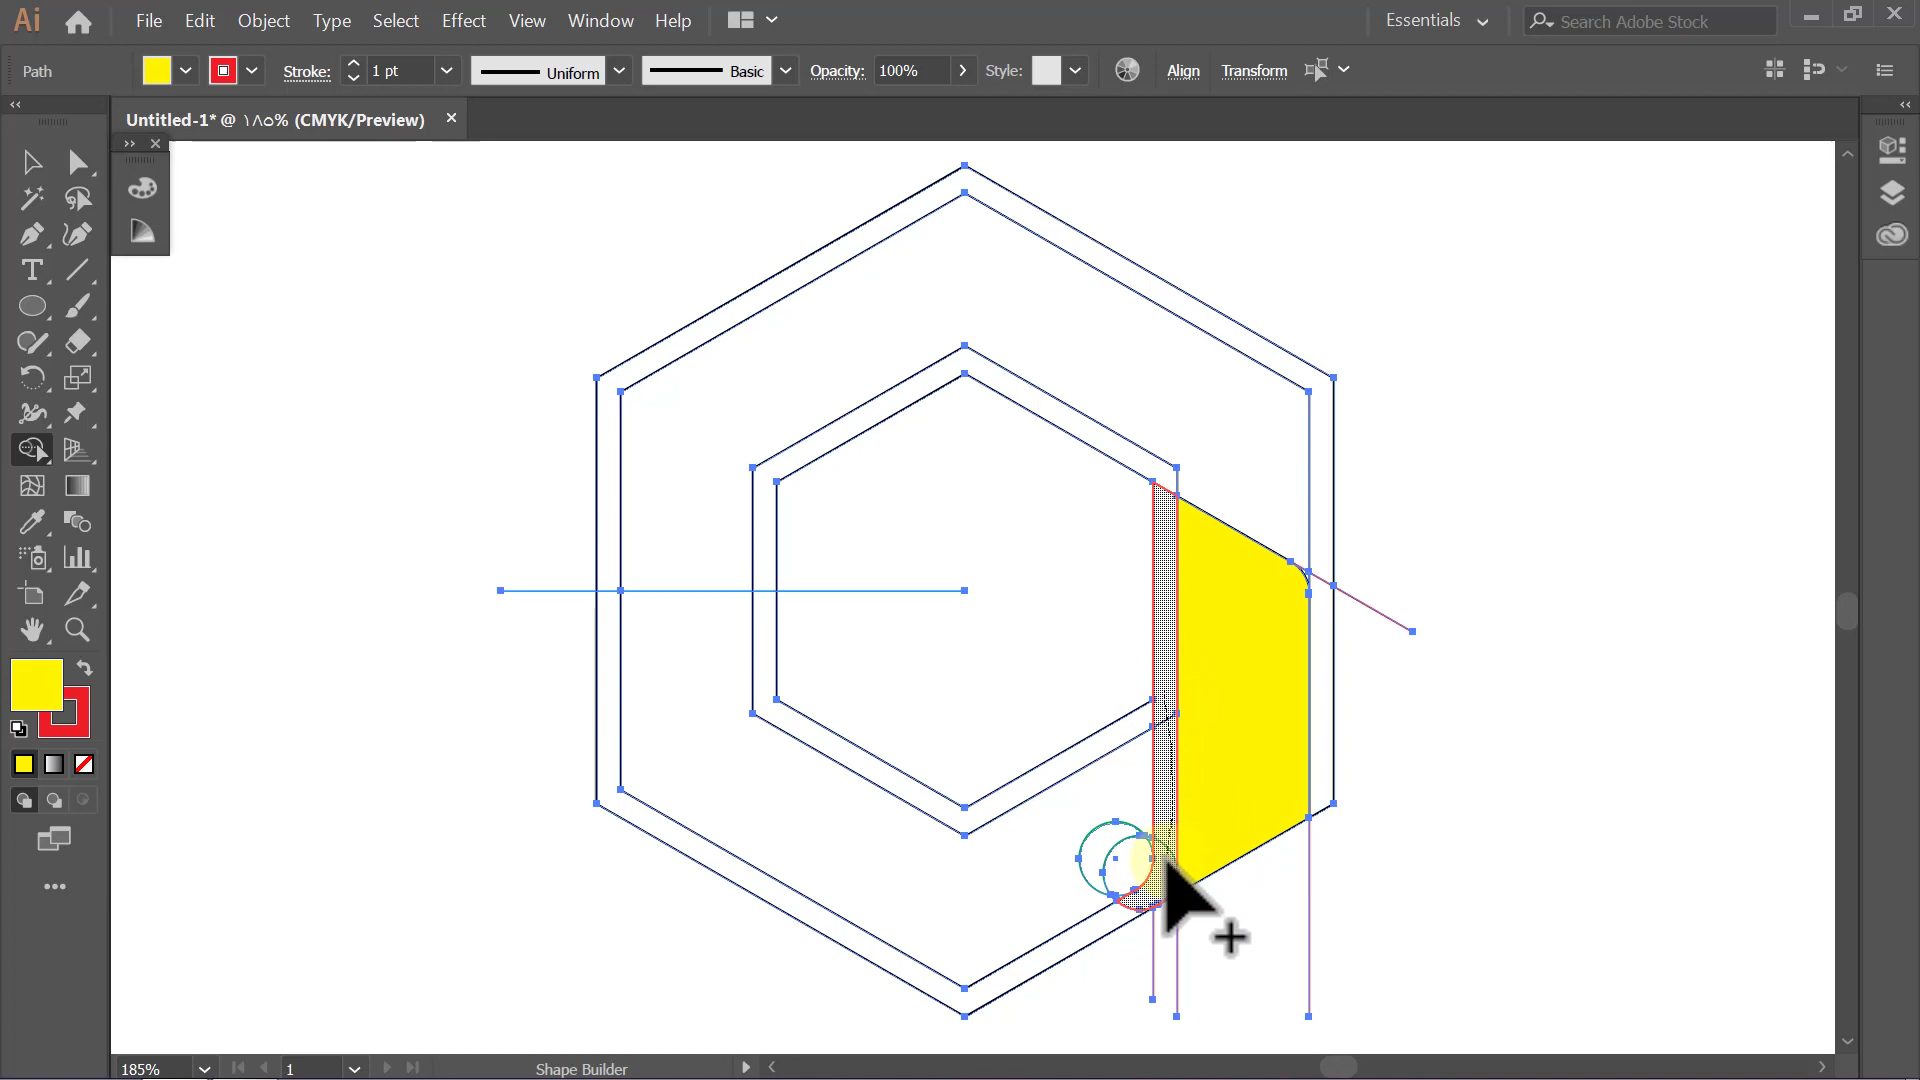 Ai File Edit Object Type Select Effect View Window Help Essentials Search Adobe Stock
Path Stroke: 1 pt Uniform Basic Opacity: 100% Style: Align Transform
Untitled-1* @ ١٨٥% (CMYK/Preview)
185% 1 Shape Builder